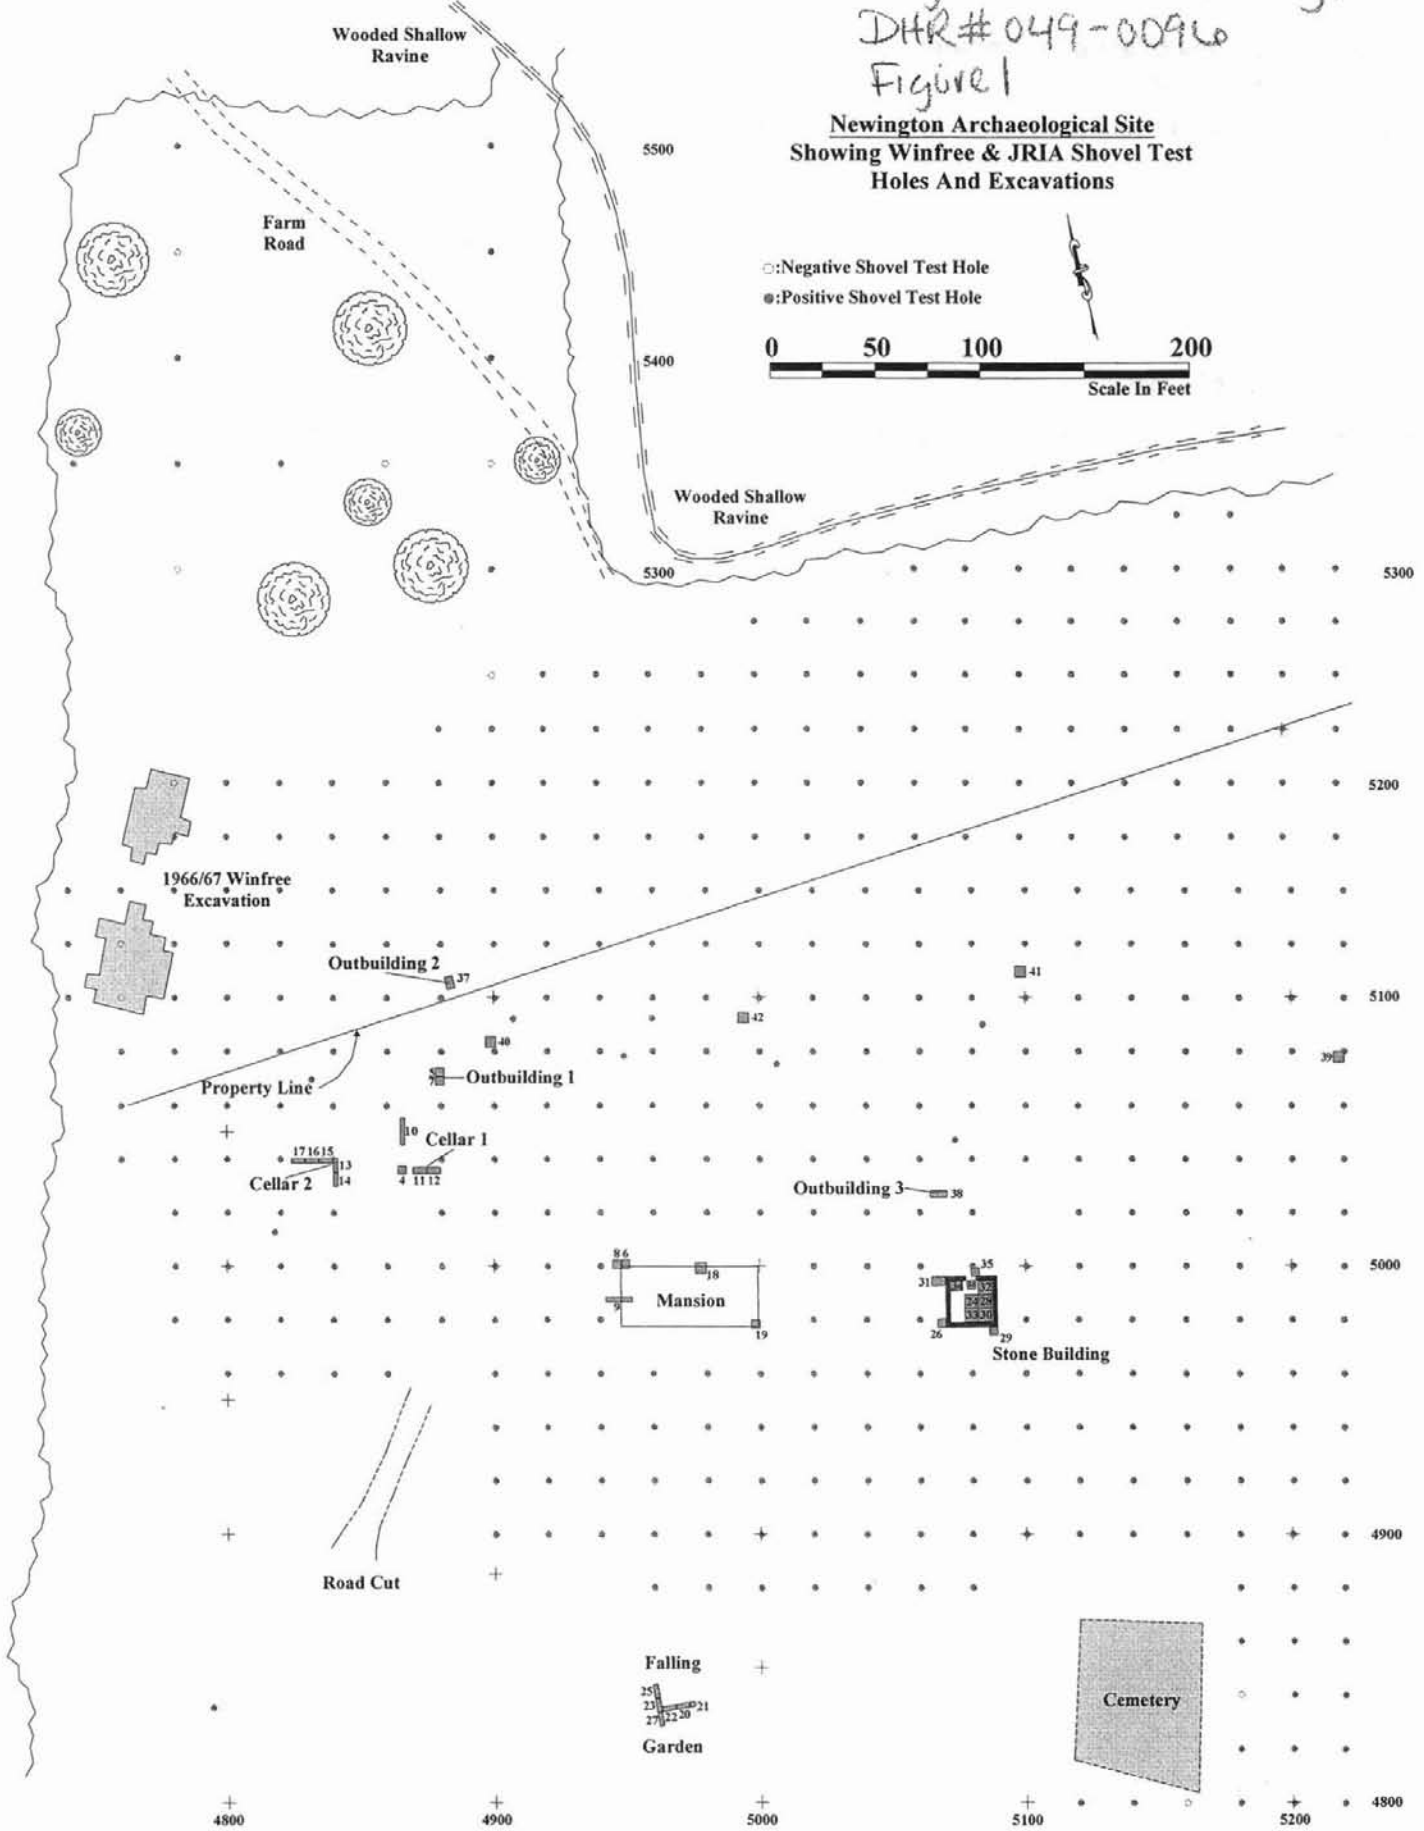 DHR# 049-0096
Figure 1
Newington Archaeological Site
Showing Winfree & JRIA Shovel Test
Holes And Excavations
Wooded Shallow
Ravine
5500
Farm
Road
○:Negative Shovel Test Hole
●:Positive Shovel Test Hole
0 50 100 200
Scale In Feet
5400
Wooded Shallow
Ravine
5300 5300
5200
1966/67 Winfree
Excavation
Outbuilding 2
37
41
5100
42
40
39
5
7
Outbuilding 1
Property Line
10
Cellar 1
17 16 15
13
14
Cellar 2
4 11 12
Outbuilding 3
38
8 6
18
Mansion
9
19
5000
35
31
32
33 30
26
29
Stone Building
4900
Road Cut
Falling
25
23
27 22 20 21
Garden
Cemetery
4800
4800 4900 5000 5100 5200